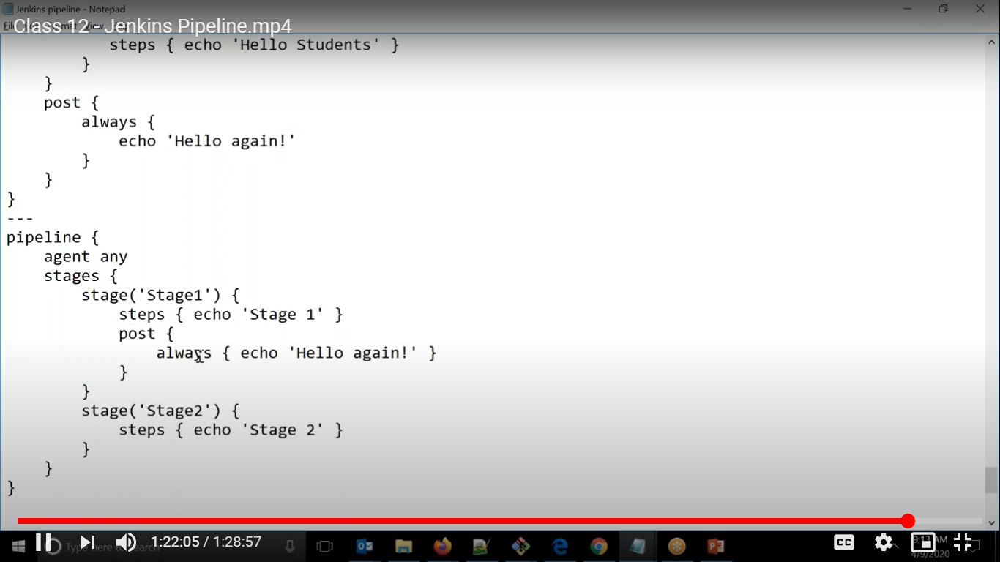 Jenkins pipeline - Notepad
Class 12 - Jenkins Pipeline.mp4
steps { echo 'Hello Students' }
}
}
post {
always {
echo 'Hello again!'
}
}
}
---
pipeline {
agent any
stages {
stage('Stage1') {
steps { echo 'Stage 1' }
post {
always { echo 'Hello again!' }
}
}
stage('Stage2') {
steps { echo 'Stage 2' }
}
}
}
1:22:05 / 1:28:57
Type here to search
CC
9:13 AM
4/9/2020